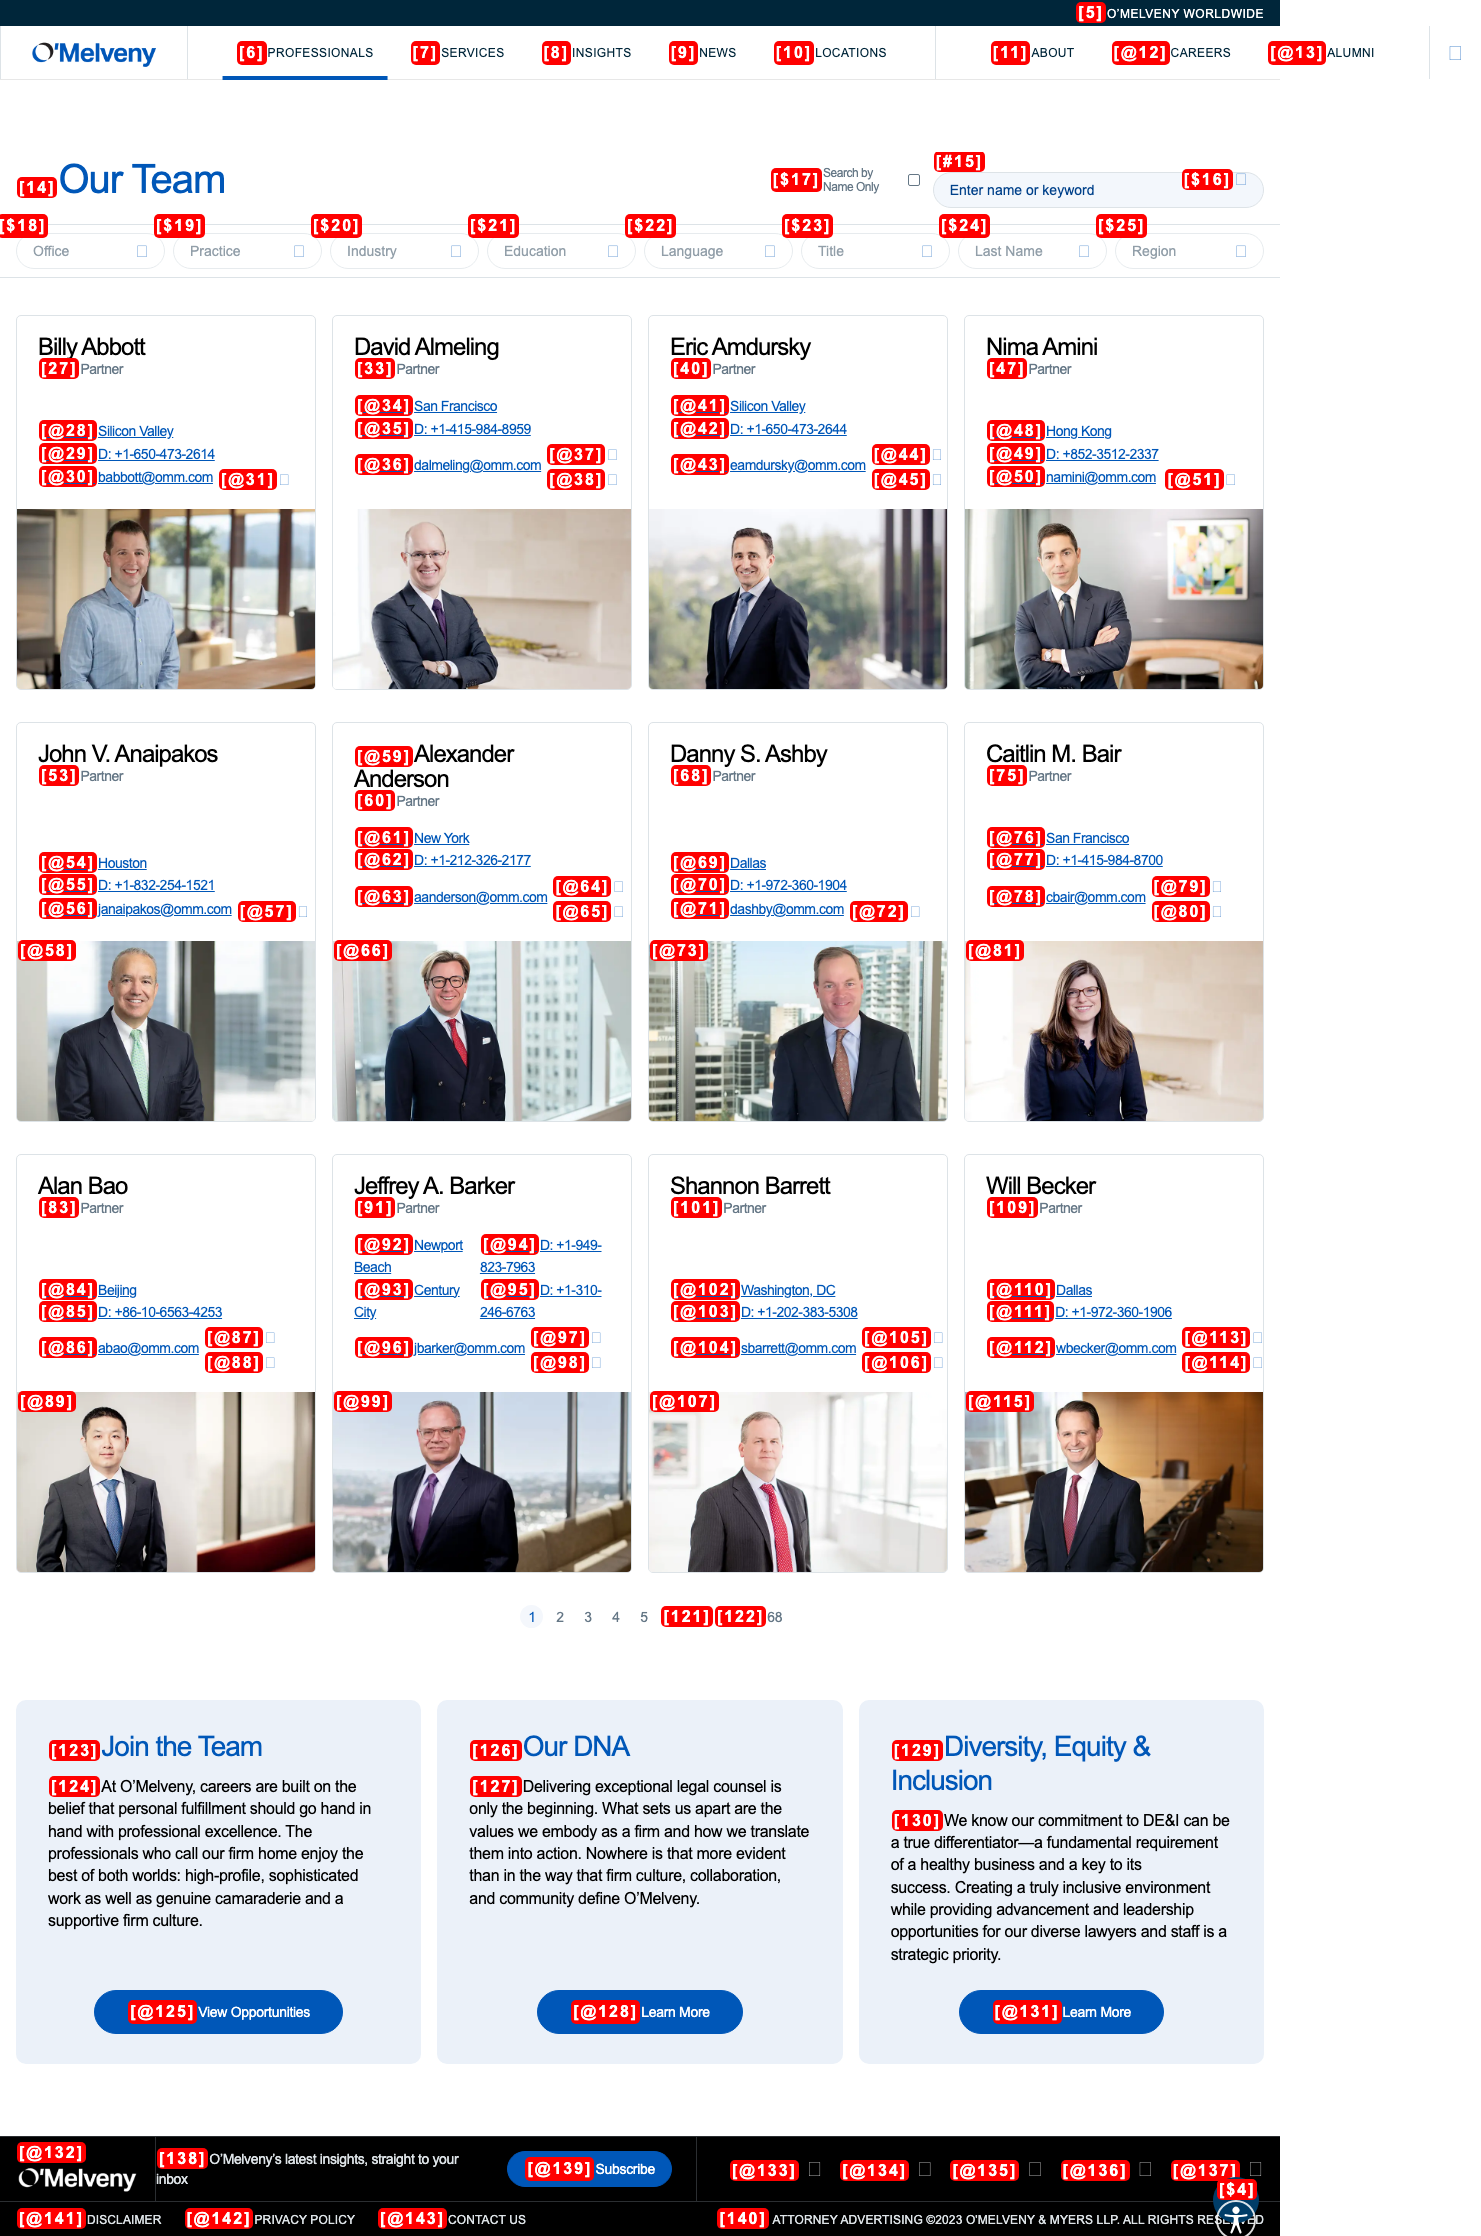 [5] O'MELVENY WORLDWIDE
O'Melveny [6] PROFESSIONALS [7] SERVICES [8] INSIGHTS [9] NEWS [10] LOCATIONS [11] ABOUT [@12] CAREERS [@13] ALUMNI
[14] Our Team
[$17] Search by
Name Only
[#15]
Enter name or keyword [$16]
[$18] [$19] [$20] [$21] [$22] [$23] [$24] [$25]
Office Practice Industry Education Language Title Last Name Region
Billy Abbott
[27] Partner
[@28] Silicon Valley
[@29] D: +1-650-473-2614
[@30] babbott@omm.com [@31]
David Almeling
[33] Partner
[@34] San Francisco
[@35] D: +1-415-984-8959
[@36] dalmeling@omm.com [@37]
[@38]
Eric Amdursky
[40] Partner
[@41] Silicon Valley
[@42] D: +1-650-473-2644
[@43] eamdursky@omm.com [@44]
[@45]
Nima Amini
[47] Partner
[@48] Hong Kong
[@49] D: +852-3512-2337
[@50] namini@omm.com [@51]
John V. Anaipakos
[53] Partner
[@54] Houston
[@55] D: +1-832-254-1521
[@56] janaipakos@omm.com [@57]
[@58]
[@59] Alexander
Anderson
[60] Partner
[@61] New York
[@62] D: +1-212-326-2177
[@63] aanderson@omm.com [@64]
[@65]
[@66]
Danny S. Ashby
[68] Partner
[@69] Dallas
[@70] D: +1-972-360-1904
[@71] dashby@omm.com [@72]
[@73]
Caitlin M. Bair
[75] Partner
[@76] San Francisco
[@77] D: +1-415-984-8700
[@78] cbair@omm.com [@79]
[@80]
[@81]
Alan Bao
[83] Partner
[@84] Beijing
[@85] D: +86-10-6563-4253
[@86] abao@omm.com [@87]
[@88]
[@89]
Jeffrey A. Barker
[91] Partner
[@92] Newport Beach [@94] D: +1-949-823-7963
[@93] Century City [@95] D: +1-310-246-6763
[@96] jbarker@omm.com [@97]
[@98]
[@99]
Shannon Barrett
[101] Partner
[@102] Washington, DC
[@103] D: +1-202-383-5308
[@104] sbarrett@omm.com [@105]
[@106]
[@107]
Will Becker
[109] Partner
[@110] Dallas
[@111] D: +1-972-360-1906
[@112] wbecker@omm.com [@113]
[@114]
[@115]
1 2 3 4 5 [121] [122] 68
[123] Join the Team
[124] At O'Melveny, careers are built on the
belief that personal fulfillment should go hand in
hand with professional excellence. The
professionals who call our firm home enjoy the
best of both worlds: high-profile, sophisticated
work as well as genuine camaraderie and a
supportive firm culture.
[@125] View Opportunities
[126] Our DNA
[127] Delivering exceptional legal counsel is
only the beginning. What sets us apart are the
values we embody as a firm and how we translate
them into action. Nowhere is that more evident
than in the way that firm culture, collaboration,
and community define O'Melveny.
[@128] Learn More
[129] Diversity, Equity &
Inclusion
[130] We know our commitment to DE&I can be
a true differentiator—a fundamental requirement
of a healthy business and a key to its
success. Creating a truly inclusive environment
while providing advancement and leadership
opportunities for our diverse lawyers and staff is a
strategic priority.
[@131] Learn More
[@132]
O'Melveny
[138] O'Melveny's latest insights, straight to your
inbox
[@139] Subscribe
[@133] [@134] [@135] [@136] [@137]
[$4]
[@141] DISCLAIMER [@142] PRIVACY POLICY [@143] CONTACT US [140] ATTORNEY ADVERTISING ©2023 O'MELVENY & MYERS LLP. ALL RIGHTS